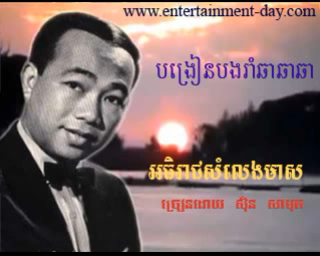 www.entertainment-day.com
បង្រៀនបងរាំឆាឆាឆា
អធិរាជសំលេងមាស
ច្រៀងដោយ ស៊ីន សាមុត